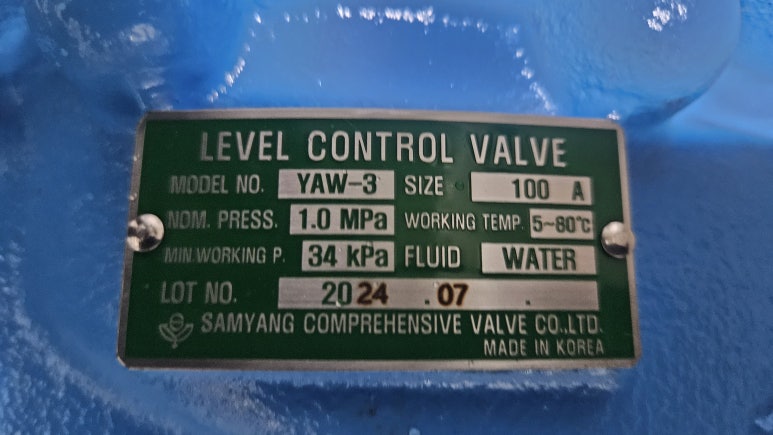 LEVEL CONTROL VALVE
MODEL NO. YAW-3 SIZE 100 A
NOM. PRESS. 1.0 MPa WORKING TEMP. 5~80℃
MIN.WORKING P. 34 kPa FLUID WATER
LOT NO. 2024 . 07 .
SAMYANG COMPREHENSIVE VALVE CO.,LTD.
MADE IN KOREA